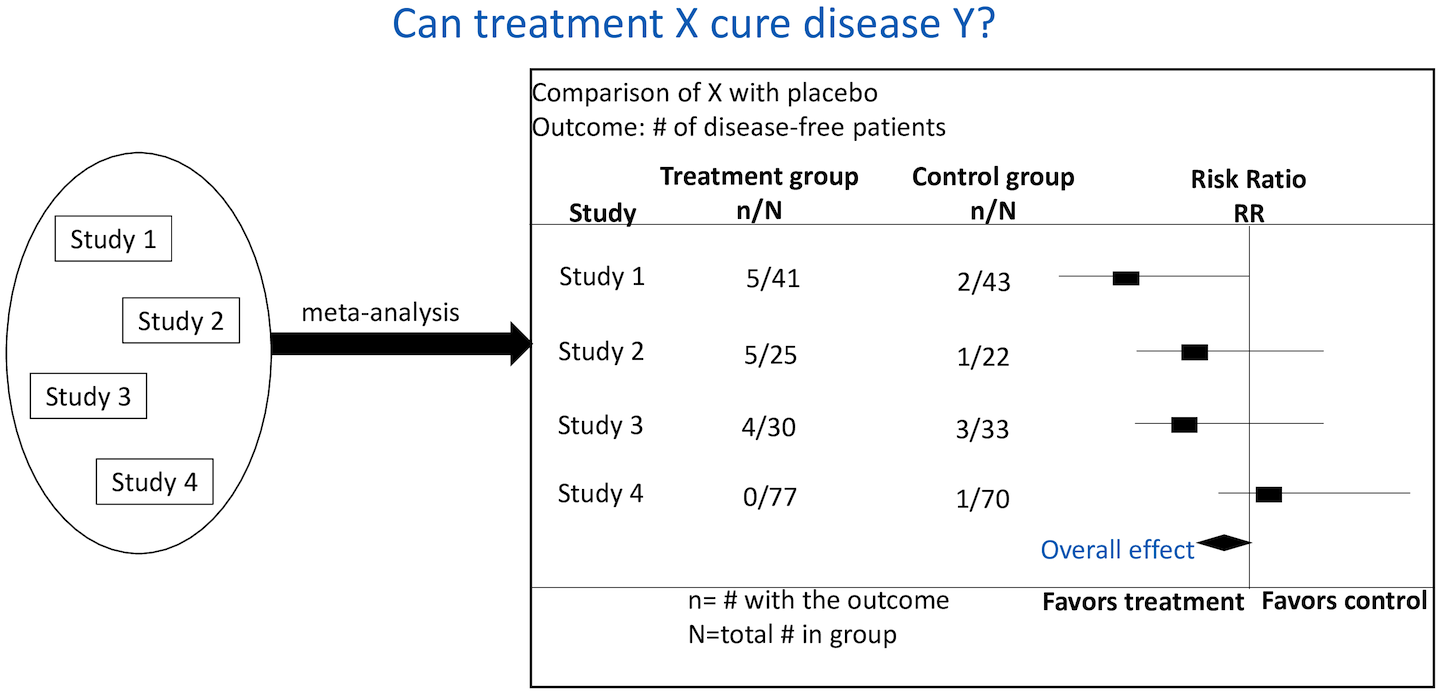 Can treatment X cure disease Y?
Study 1
Study 2
Study 3
Study 4
meta-analysis
Comparison of X with placebo
Outcome: # of disease-free patients
Treatment group Control group Risk Ratio
Study n/N n/N RR
Study 1 5/41 2/43
Study 2 5/25 1/22
Study 3 4/30 3/33
Study 4 0/77 1/70
Overall effect
n= # with the outcome Favors treatment Favors control
N=total # in group